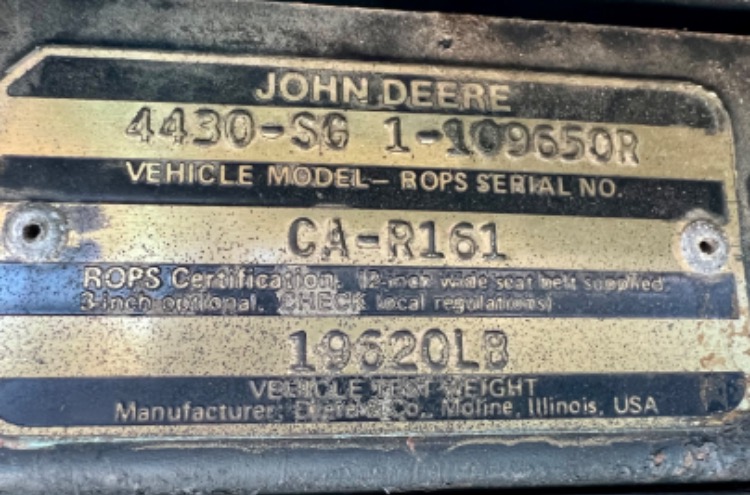 JOHN DEERE
4430-SG 1-109650R
VEHICLE MODEL- ROPS SERIAL NO.
CA-R161
ROPS Certification. (2-inch wide seat belt supplied,
3-inch optional. CHECK local regulations)
19620LB
VEHICLE TEST WEIGHT
Manufacturer: Deere & Co., Moline, Illinois, USA